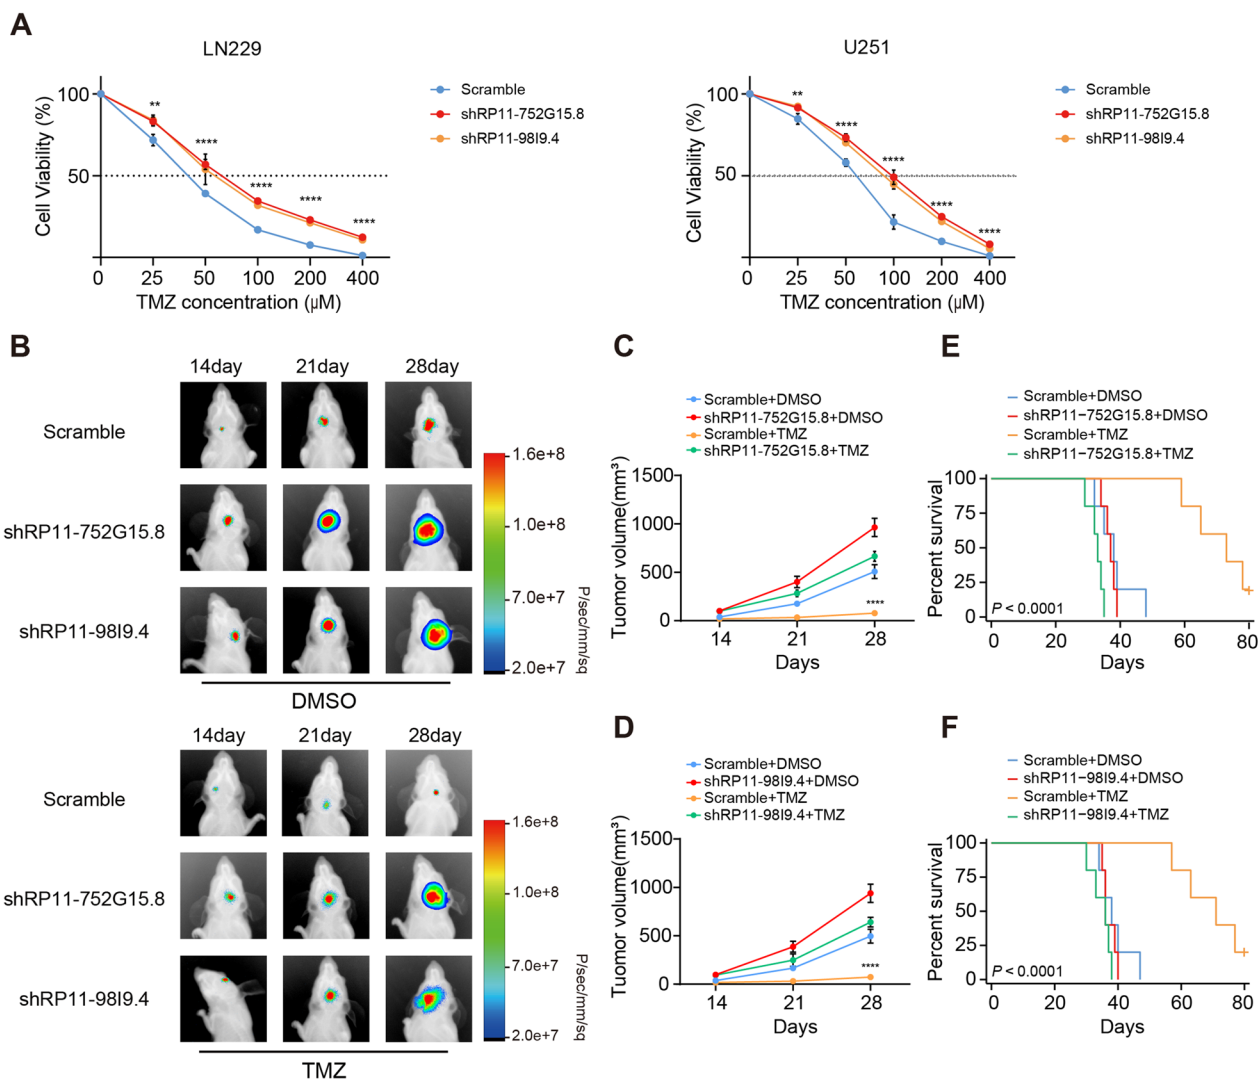 A
LN229
100
50
Cell Viability (%)
**
****
****
****
****
0 25 50 100 200 400
TMZ concentration (μM)
Scramble
shRP11-752G15.8
shRP11-98I9.4
U251
100
50
Cell Viability (%)
**
****
****
****
****
0 25 50 100 200 400
TMZ concentration (μM)
Scramble
shRP11-752G15.8
shRP11-98I9.4
B
14day 21day 28day
Scramble
shRP11-752G15.8
shRP11-98I9.4
1.6e+8
1.0e+8
7.0e+7
2.0e+7
P/sec/mm/sq
DMSO
14day 21day 28day
Scramble
shRP11-752G15.8
shRP11-98I9.4
1.6e+8
1.0e+8
7.0e+7
2.0e+7
P/sec/mm/sq
TMZ
C
Scramble+DMSO
shRP11-752G15.8+DMSO
Scramble+TMZ
shRP11-752G15.8+TMZ
Tuomor volume(mm³)
1500
1000
500
0
****
14 21 28
Days
E
Scramble+DMSO
shRP11−752G15.8+DMSO
Scramble+TMZ
shRP11−752G15.8+TMZ
Percent survival
100
75
50
25
0
P < 0.0001
0 20 40 60 80
Days
D
Scramble+DMSO
shRP11-98I9.4+DMSO
Scramble+TMZ
shRP11-98I9.4+TMZ
Tuomor volume(mm³)
1500
1000
500
0
****
14 21 28
Days
F
Scramble+DMSO
shRP11−98I9.4+DMSO
Scramble+TMZ
shRP11−98I9.4+TMZ
Percent survival
100
75
50
25
0
P < 0.0001
0 20 40 60 80
Days